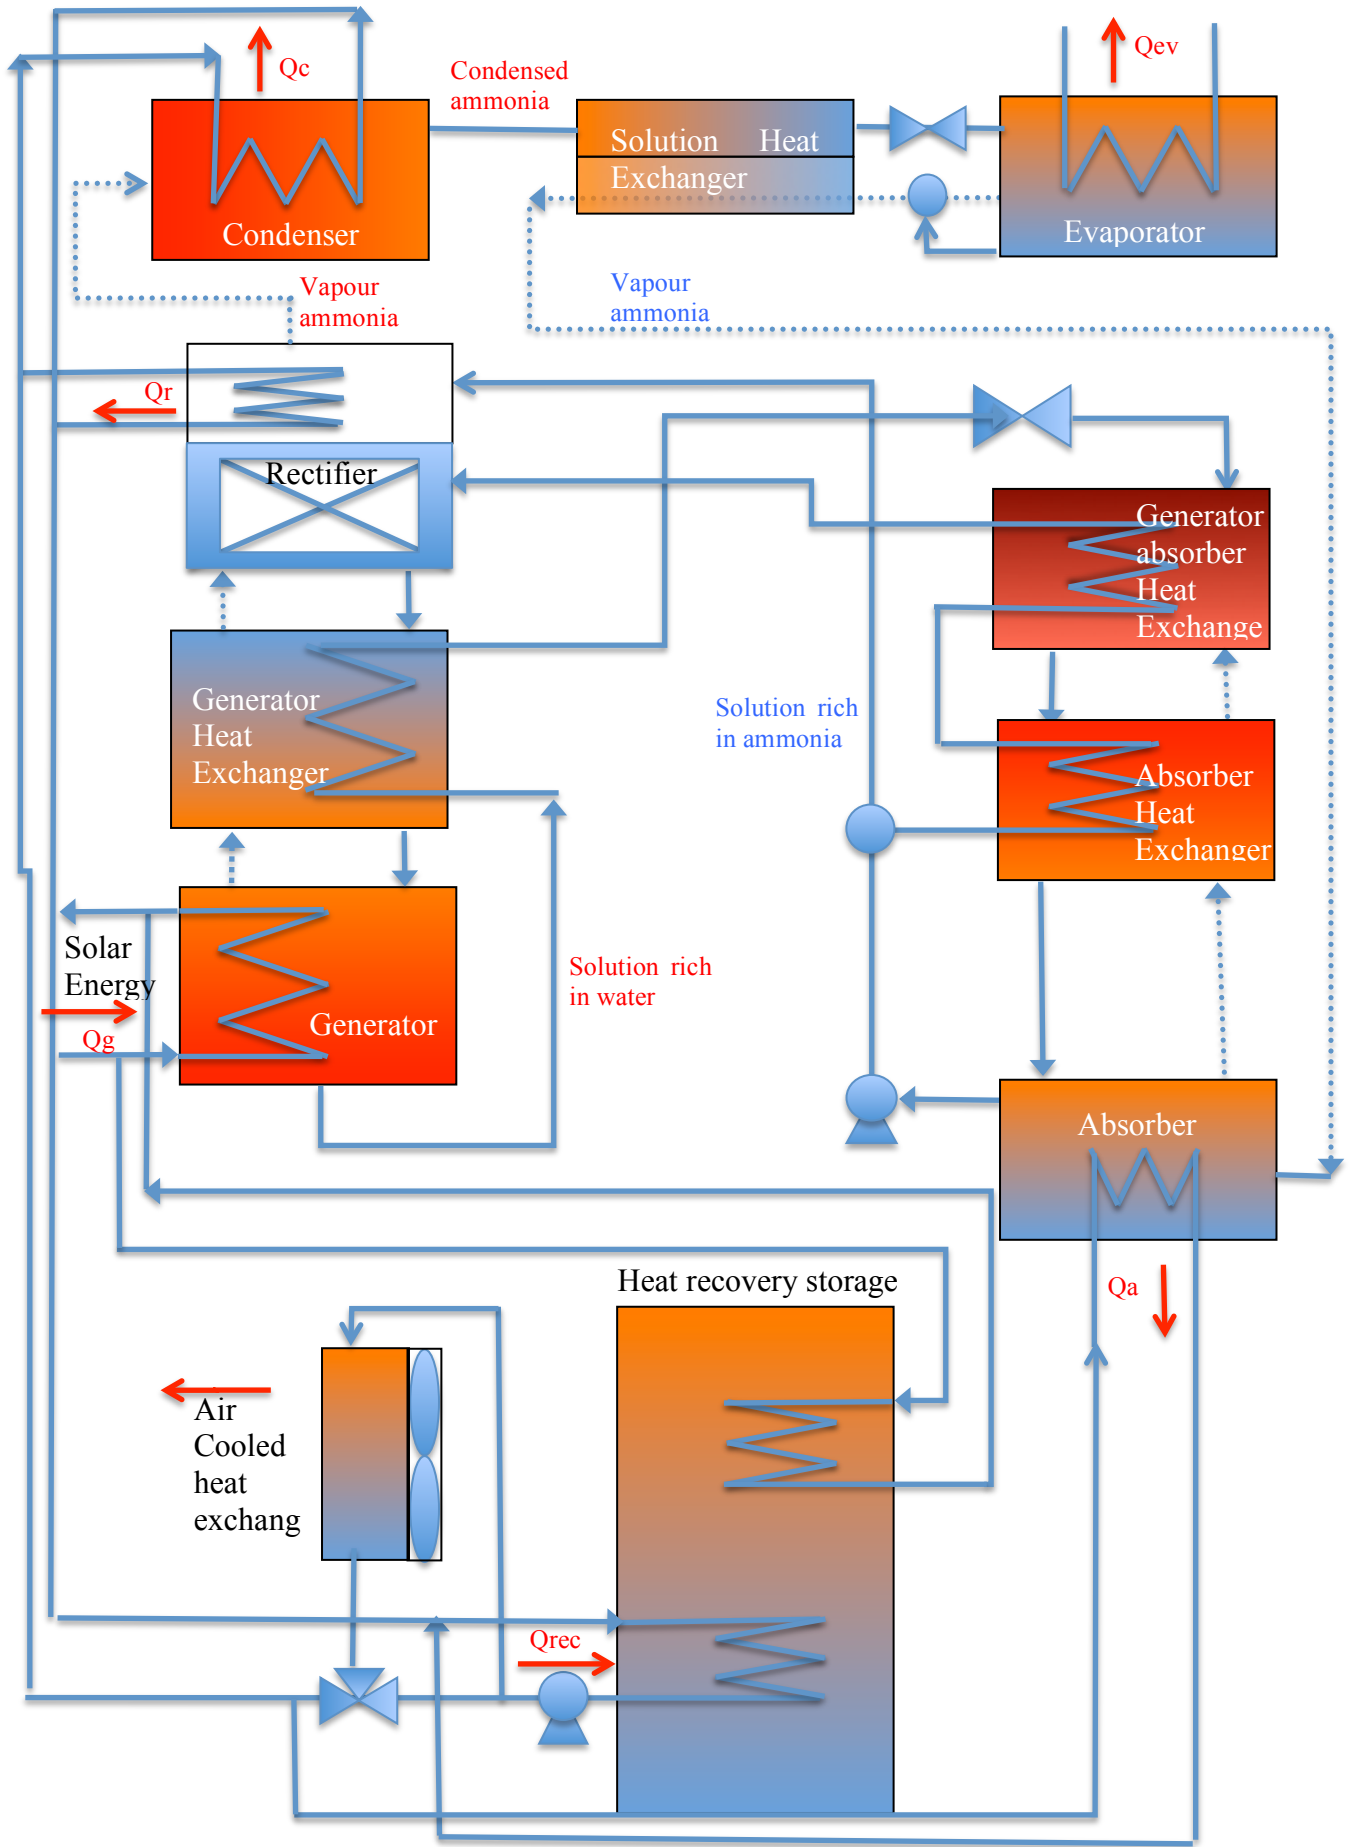 Qc
Condensed
ammonia
Qev
Solution Heat
Exchanger
Condenser
Evaporator
Vapour
ammonia
Vapour
ammonia
Qr
Rectifier
Generator
absorber
Heat
Exchange
Generator
Heat
Exchanger
Solution rich
in ammonia
Absorber
Heat
Exchanger
Solar
Energy
Qg
Generator
Solution rich
in water
Absorber
Qa
Heat recovery storage
Air
Cooled
heat
exchang
Qrec